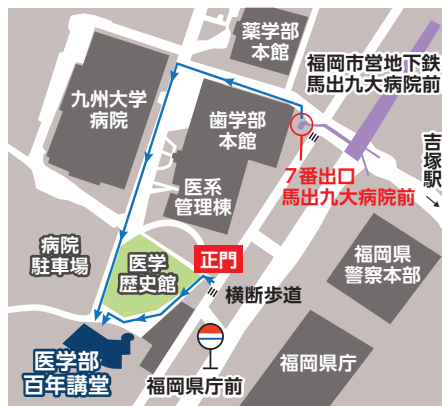 薬学部
本館
福岡市営地下鉄
馬出九大病院前
九州大学
病院
歯学部
本館
吉塚駅
7番出口
馬出九大病院前
医系
管理棟
病院
駐車場
医学
歴史館
正門
福岡県
警察本部
横断歩道
医学部
百年講堂
福岡県庁前
福岡県庁